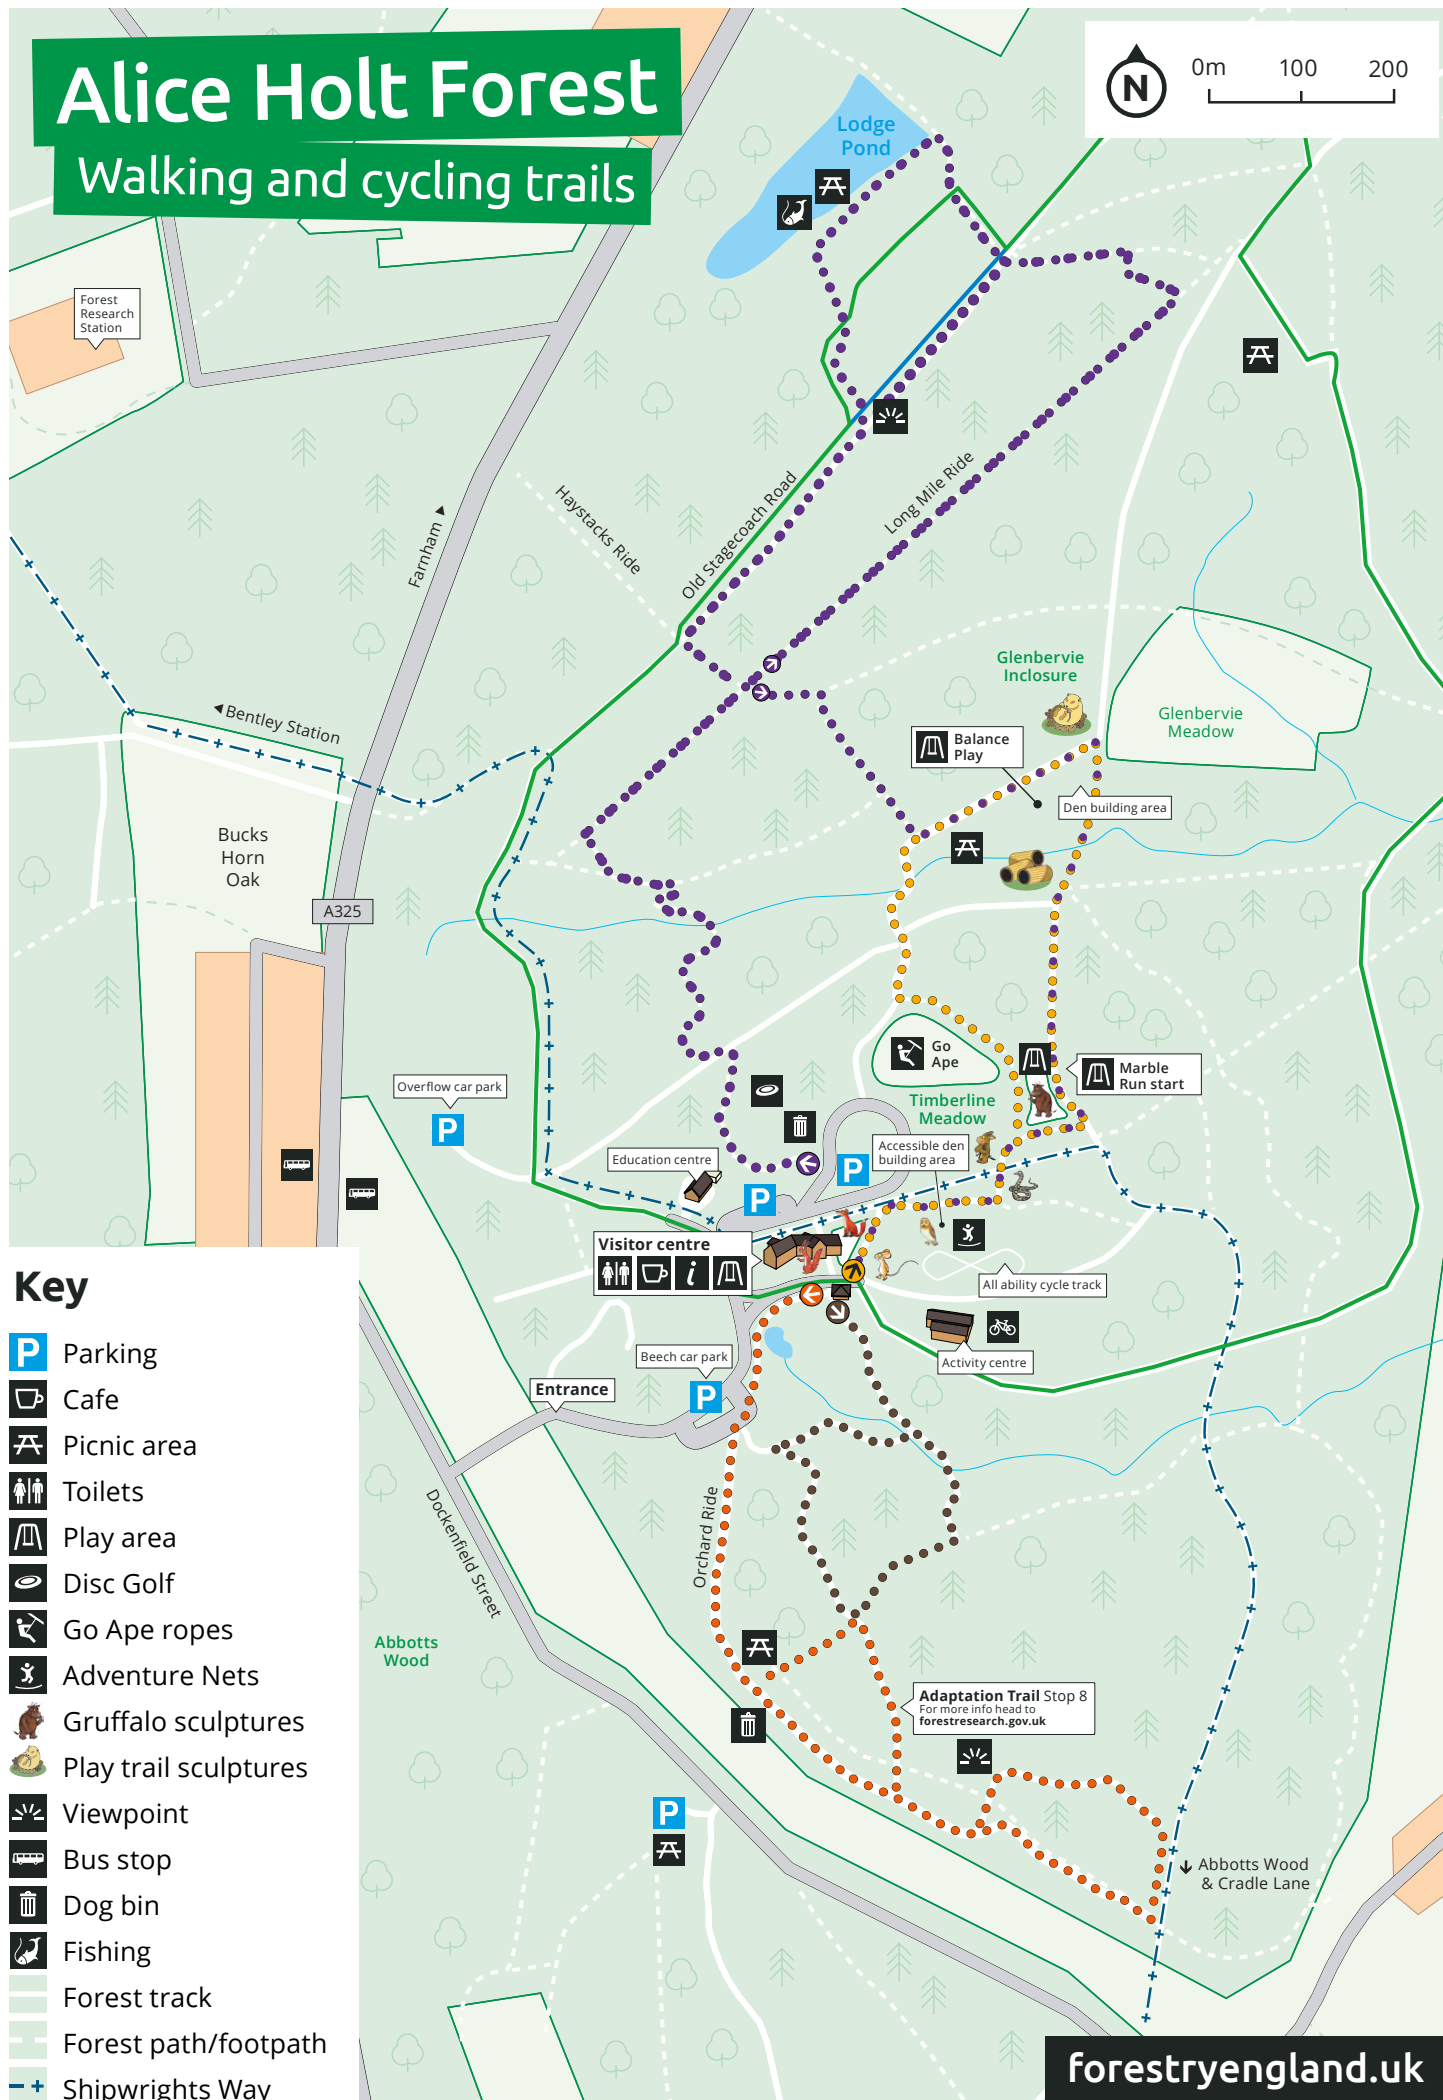 Alice Holt Forest
Walking and cycling trails
N
0m 100 200
Lodge
Pond
Forest
Research
Station
Farnham
Haystacks Ride
Old Stagecoach Road
Long Mile Ride
Glenbervie
Inclosure
Glenbervie
Meadow
Bentley Station
Balance
Play
Den building area
Bucks
Horn
Oak
A325
Go
Ape
Marble
Run start
Timberline
Meadow
Overflow car park
P
Accessible den
building area
Education centre
P
P
Visitor centre
i
All ability cycle track
Activity centre
Beech car park
P
Entrance
Dockenfield Street
Orchard Ride
Abbotts
Wood
Adaptation Trail Stop 8
For more info head to
forestresearch.gov.uk
P
Abbotts Wood
& Cradle Lane
Key
P Parking
Cafe
Picnic area
Toilets
Play area
Disc Golf
Go Ape ropes
Adventure Nets
Gruffalo sculptures
Play trail sculptures
Viewpoint
Bus stop
Dog bin
Fishing
Forest track
Forest path/footpath
Shipwrights Way
forestryengland.uk